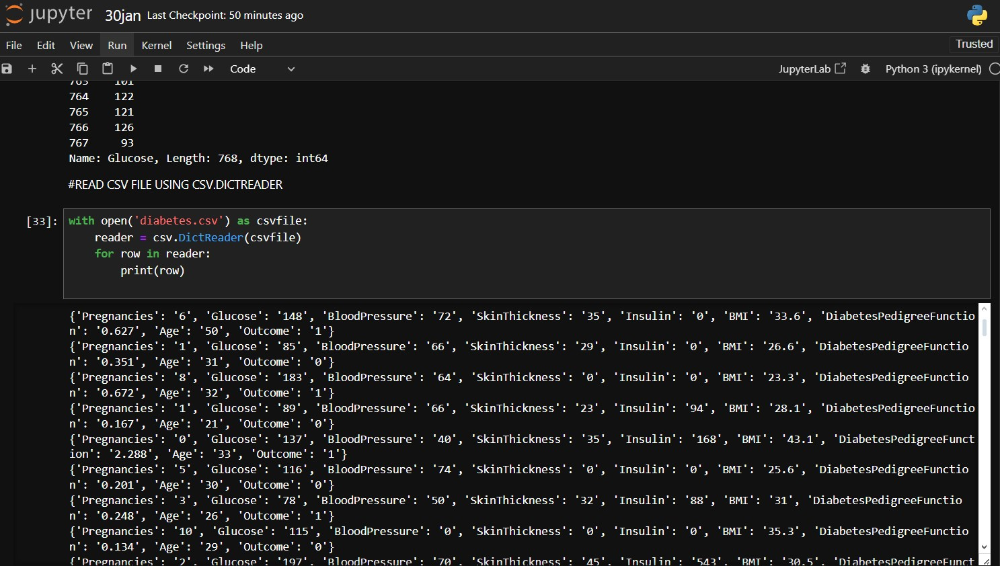 jupyter 30jan Last Checkpoint: 50 minutes ago
File Edit View Run Kernel Settings Help Trusted
Code JupyterLab Python 3 (ipykernel)
763 101
764 122
765 121
766 126
767 93
Name: Glucose, Length: 768, dtype: int64
#READ CSV FILE USING CSV.DICTREADER
[33]: with open('diabetes.csv') as csvfile:
reader = csv.DictReader(csvfile)
for row in reader:
print(row)
{'Pregnancies': '6', 'Glucose': '148', 'BloodPressure': '72', 'SkinThickness': '35', 'Insulin': '0', 'BMI': '33.6', 'DiabetesPedigreeFunctio
n': '0.627', 'Age': '50', 'Outcome': '1'}
{'Pregnancies': '1', 'Glucose': '85', 'BloodPressure': '66', 'SkinThickness': '29', 'Insulin': '0', 'BMI': '26.6', 'DiabetesPedigreeFunctio
n': '0.351', 'Age': '31', 'Outcome': '0'}
{'Pregnancies': '8', 'Glucose': '183', 'BloodPressure': '64', 'SkinThickness': '0', 'Insulin': '0', 'BMI': '23.3', 'DiabetesPedigreeFunctio
n': '0.672', 'Age': '32', 'Outcome': '1'}
{'Pregnancies': '1', 'Glucose': '89', 'BloodPressure': '66', 'SkinThickness': '23', 'Insulin': '94', 'BMI': '28.1', 'DiabetesPedigreeFunctio
n': '0.167', 'Age': '21', 'Outcome': '0'}
{'Pregnancies': '0', 'Glucose': '137', 'BloodPressure': '40', 'SkinThickness': '35', 'Insulin': '168', 'BMI': '43.1', 'DiabetesPedigreeFunct
ion': '2.288', 'Age': '33', 'Outcome': '1'}
{'Pregnancies': '5', 'Glucose': '116', 'BloodPressure': '74', 'SkinThickness': '0', 'Insulin': '0', 'BMI': '25.6', 'DiabetesPedigreeFunctio
n': '0.201', 'Age': '30', 'Outcome': '0'}
{'Pregnancies': '3', 'Glucose': '78', 'BloodPressure': '50', 'SkinThickness': '32', 'Insulin': '88', 'BMI': '31', 'DiabetesPedigreeFunctio
n': '0.248', 'Age': '26', 'Outcome': '1'}
{'Pregnancies': '10', 'Glucose': '115', 'BloodPressure': '0', 'SkinThickness': '0', 'Insulin': '0', 'BMI': '35.3', 'DiabetesPedigreeFunctio
n': '0.134', 'Age': '29', 'Outcome': '0'}
{'Pregnancies': '2', 'Glucose': '197', 'BloodPressure': '70', 'SkinThickness': '45', 'Insulin': '543', 'BMI': '30.5', 'DiabetesPedigreeFunct